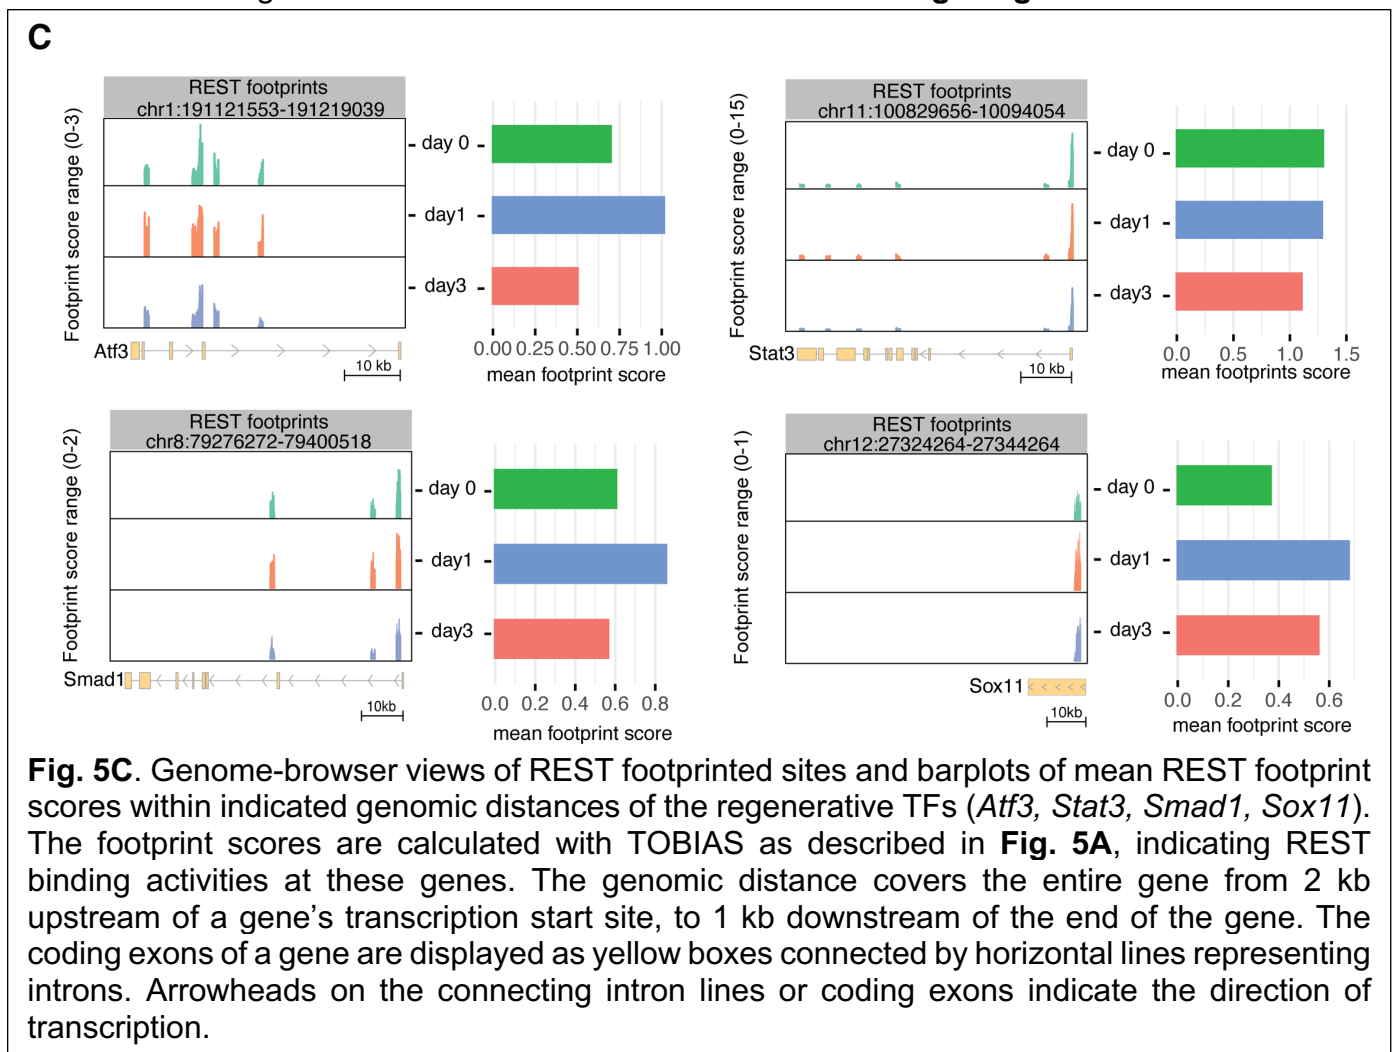 C
REST footprints
chr1:191121553-191219039
Footprint score range (0-3)
day 0
day1
day3
Atf3
10 kb
0.00 0.25 0.50 0.75 1.00
mean footprint score
REST footprints
chr11:100829656-10094054
Footprint score range (0-15)
day 0
day1
day3
Stat3
10 kb
0.0 0.5 1.0 1.5
mean footprints score
REST footprints
chr8:79276272-79400518
Footprint score range (0-2)
day 0
day1
day3
Smad1
10kb
0.0 0.2 0.4 0.6 0.8
mean footprint score
REST footprints
chr12:27324264-27344264
Footprint score range (0-1)
day 0
day1
day3
Sox11
10kb
0.0 0.2 0.4 0.6
mean footprint score
Fig. 5C. Genome-browser views of REST footprinted sites and barplots of mean REST footprint
scores within indicated genomic distances of the regenerative TFs (Atf3, Stat3, Smad1, Sox11).
The footprint scores are calculated with TOBIAS as described in Fig. 5A, indicating REST
binding activities at these genes. The genomic distance covers the entire gene from 2 kb
upstream of a gene's transcription start site, to 1 kb downstream of the end of the gene. The
coding exons of a gene are displayed as yellow boxes connected by horizontal lines representing
introns. Arrowheads on the connecting intron lines or coding exons indicate the direction of
transcription.